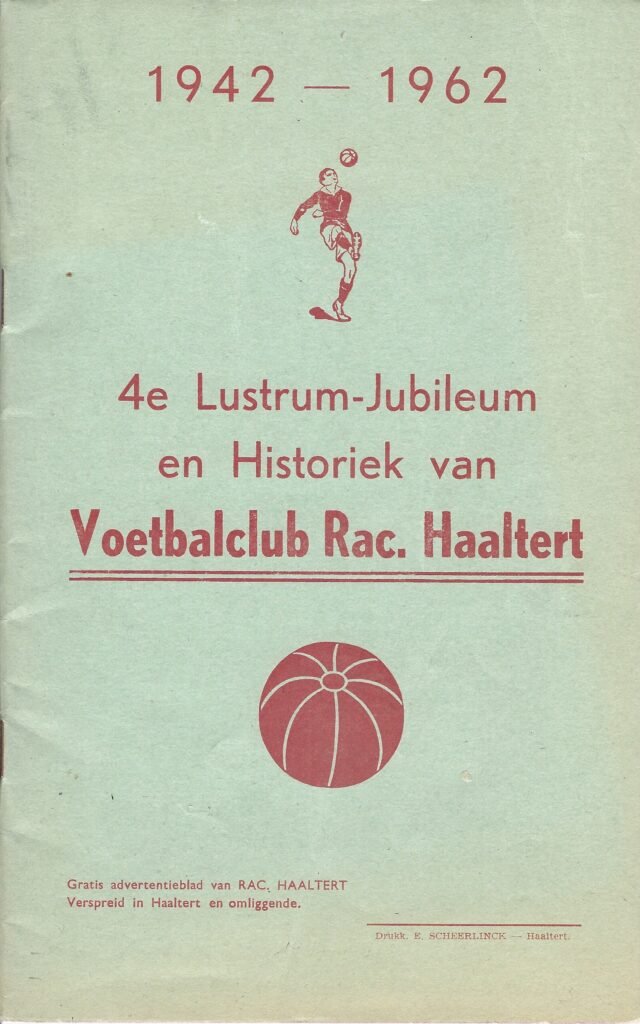 1942 — 1962
4e Lustrum-Jubileum
en Historiek van
Voetbalclub Rac. Haaltert
Gratis advertentieblad van RAC. HAALTERT
Verspreid in Haaltert en omliggende.
Drukk. E. SCHEERLINCK — Haaltert.